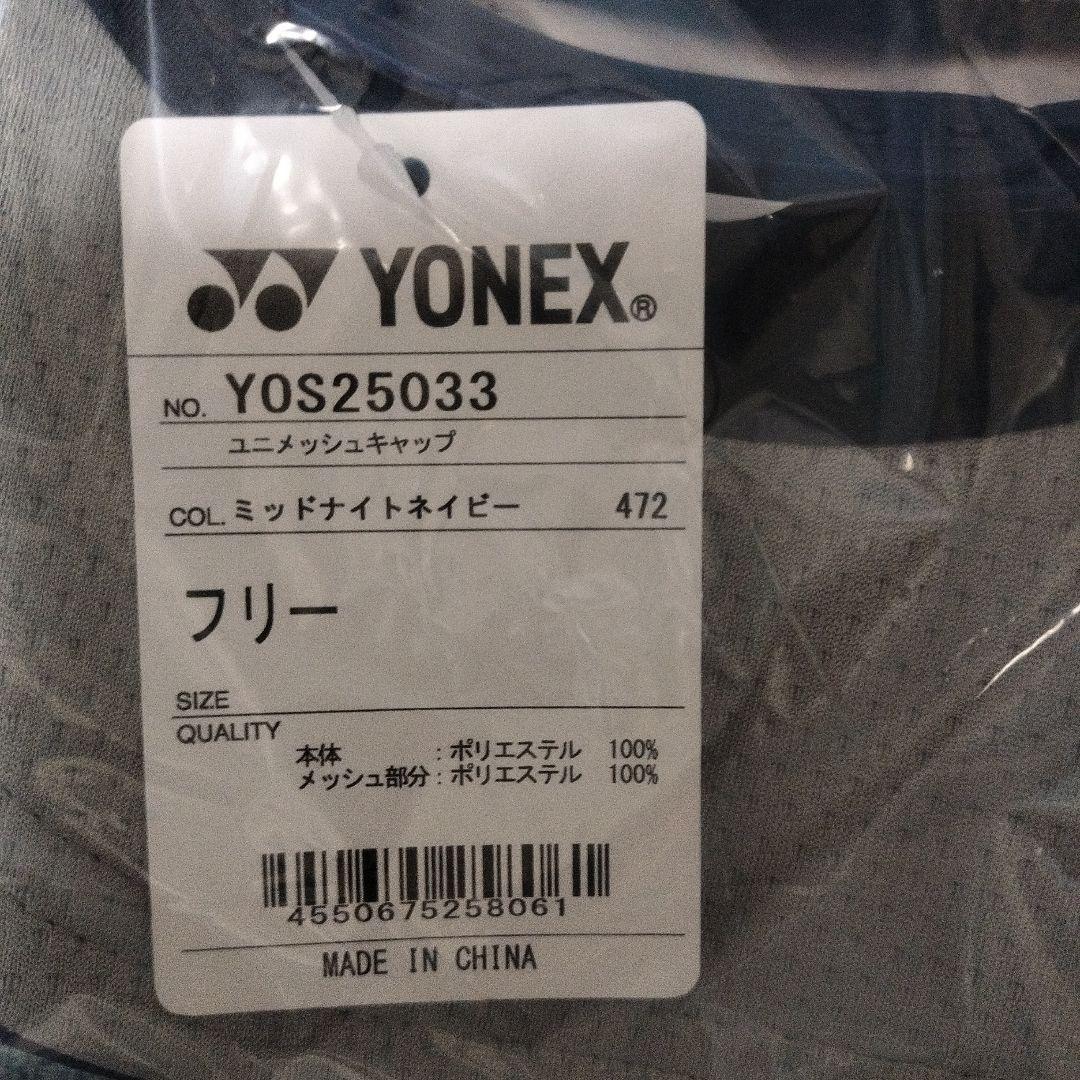 YONEX®
NO. YOS25033
ユニメッシュキャップ
COL. ミッドナイトネイビー 472
フリー
SIZE
QUALITY
本体 : ポリエステル 100%
メッシュ部分 : ポリエステル 100%
4550675258061
MADE IN CHINA